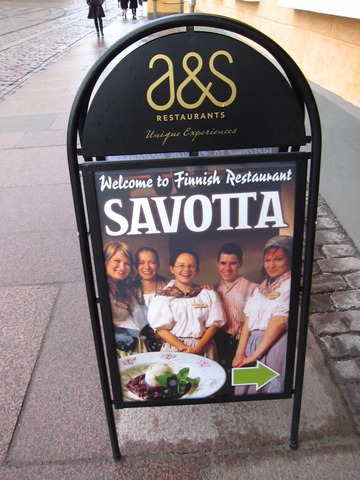 a&s
RESTAURANTS
Unique Experiences
Welcome to Finnish Restaurant
SAVOTTA